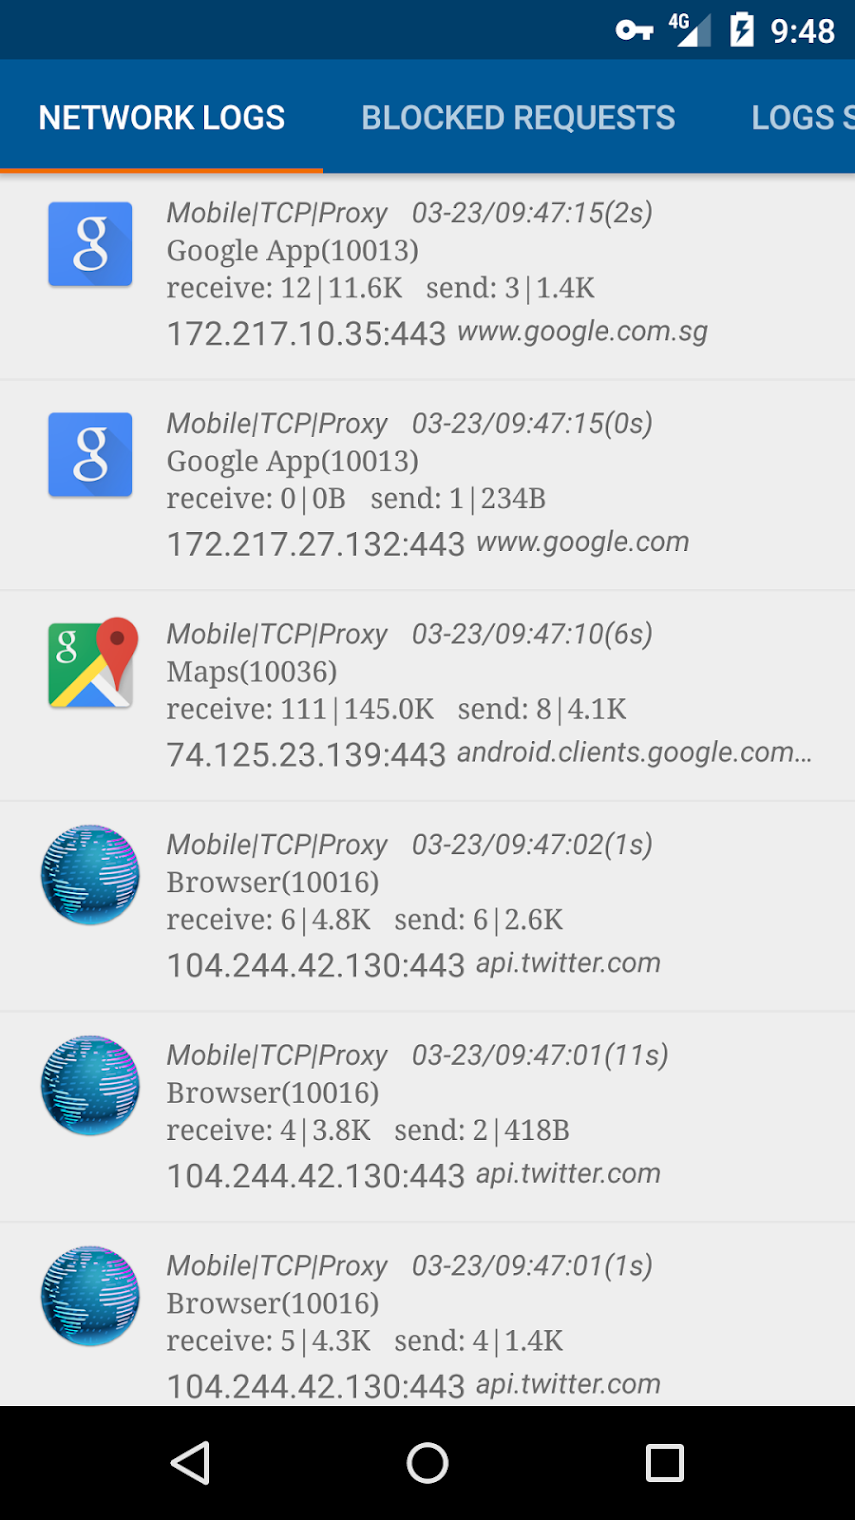 4G 9:48
NETWORK LOGS BLOCKED REQUESTS LOGS S
g Mobile|TCP|Proxy 03-23/09:47:15(2s)
Google App(10013)
receive: 12|11.6K send: 3|1.4K
172.217.10.35:443 www.google.com.sg
g Mobile|TCP|Proxy 03-23/09:47:15(0s)
Google App(10013)
receive: 0|0B send: 1|234B
172.217.27.132:443 www.google.com
g Mobile|TCP|Proxy 03-23/09:47:10(6s)
Maps(10036)
receive: 111|145.0K send: 8|4.1K
74.125.23.139:443 android.clients.google.com...
Mobile|TCP|Proxy 03-23/09:47:02(1s)
Browser(10016)
receive: 6|4.8K send: 6|2.6K
104.244.42.130:443 api.twitter.com
Mobile|TCP|Proxy 03-23/09:47:01(11s)
Browser(10016)
receive: 4|3.8K send: 2|418B
104.244.42.130:443 api.twitter.com
Mobile|TCP|Proxy 03-23/09:47:01(1s)
Browser(10016)
receive: 5|4.3K send: 4|1.4K
104.244.42.130:443 api.twitter.com